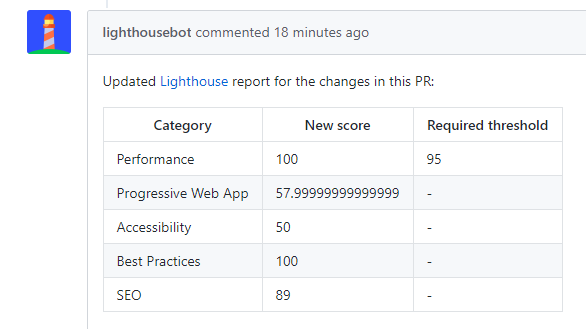 lighthousebot commented 18 minutes ago
Updated Lighthouse report for the changes in this PR:
Category New score Required threshold
Performance 100 95
Progressive Web App 57.99999999999999 -
Accessibility 50 -
Best Practices 100 -
SEO 89 -